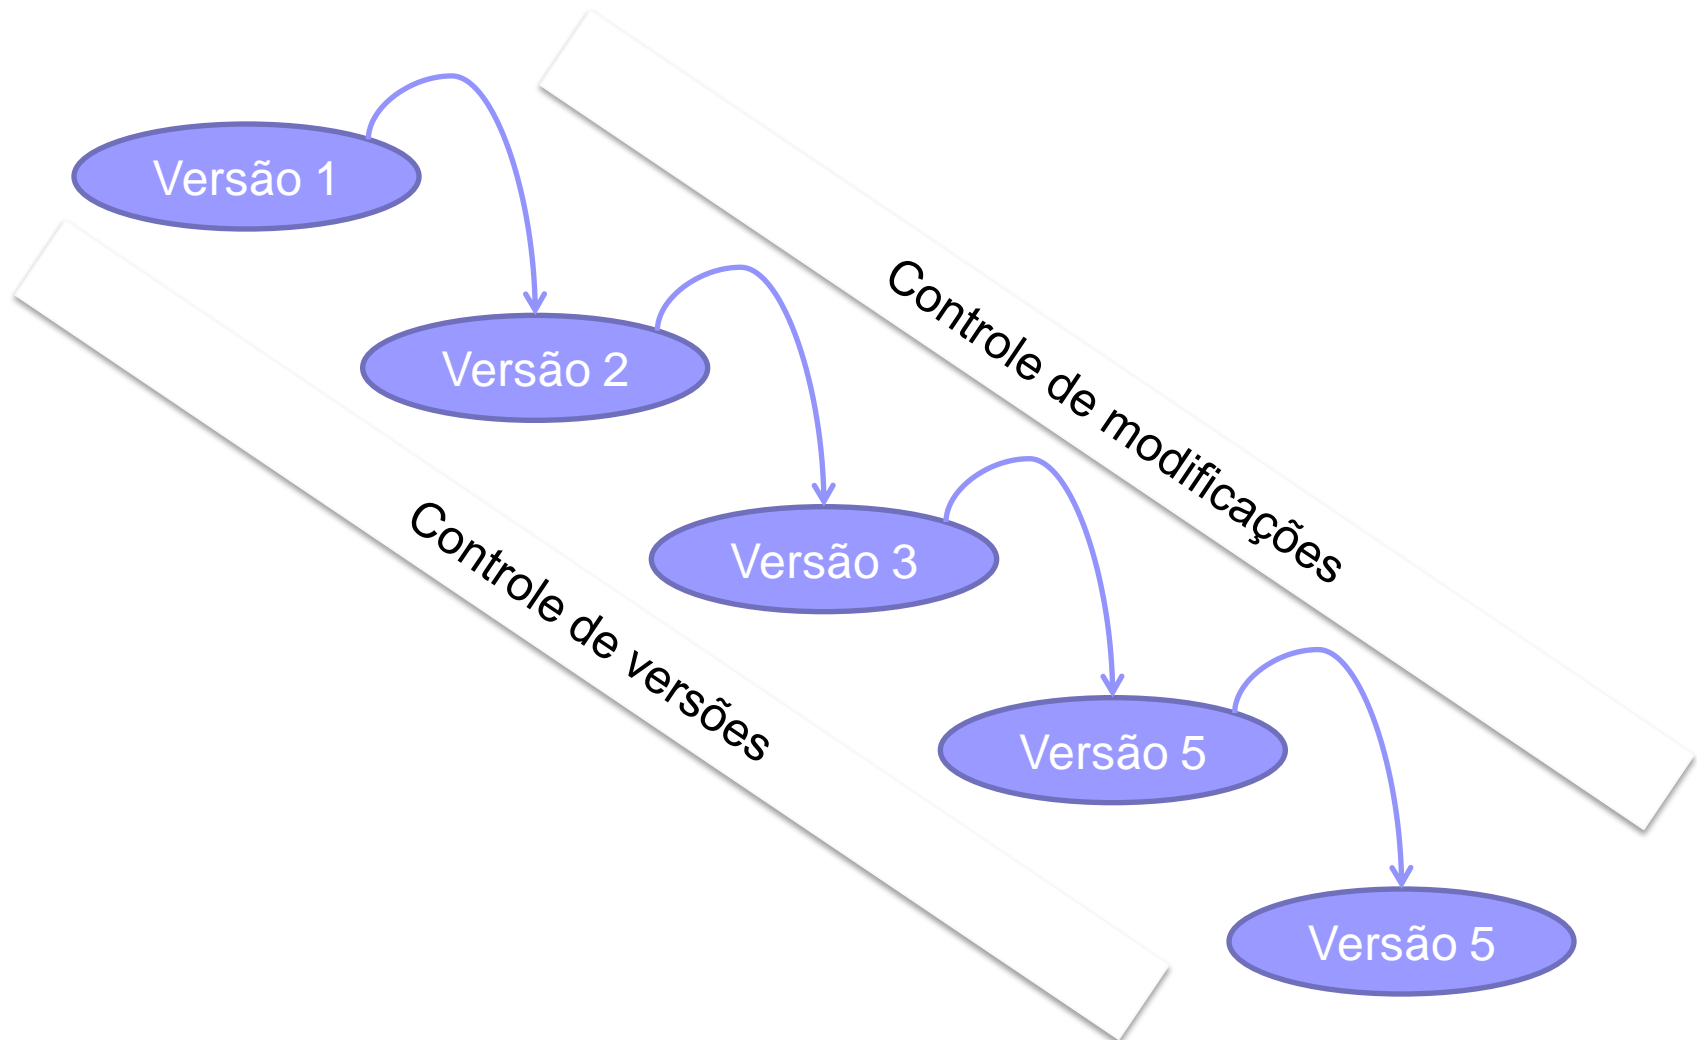 Versão 1
Controle de modificações
Versão 2
Controle de versões
Versão 3
Versão 5
Versão 5